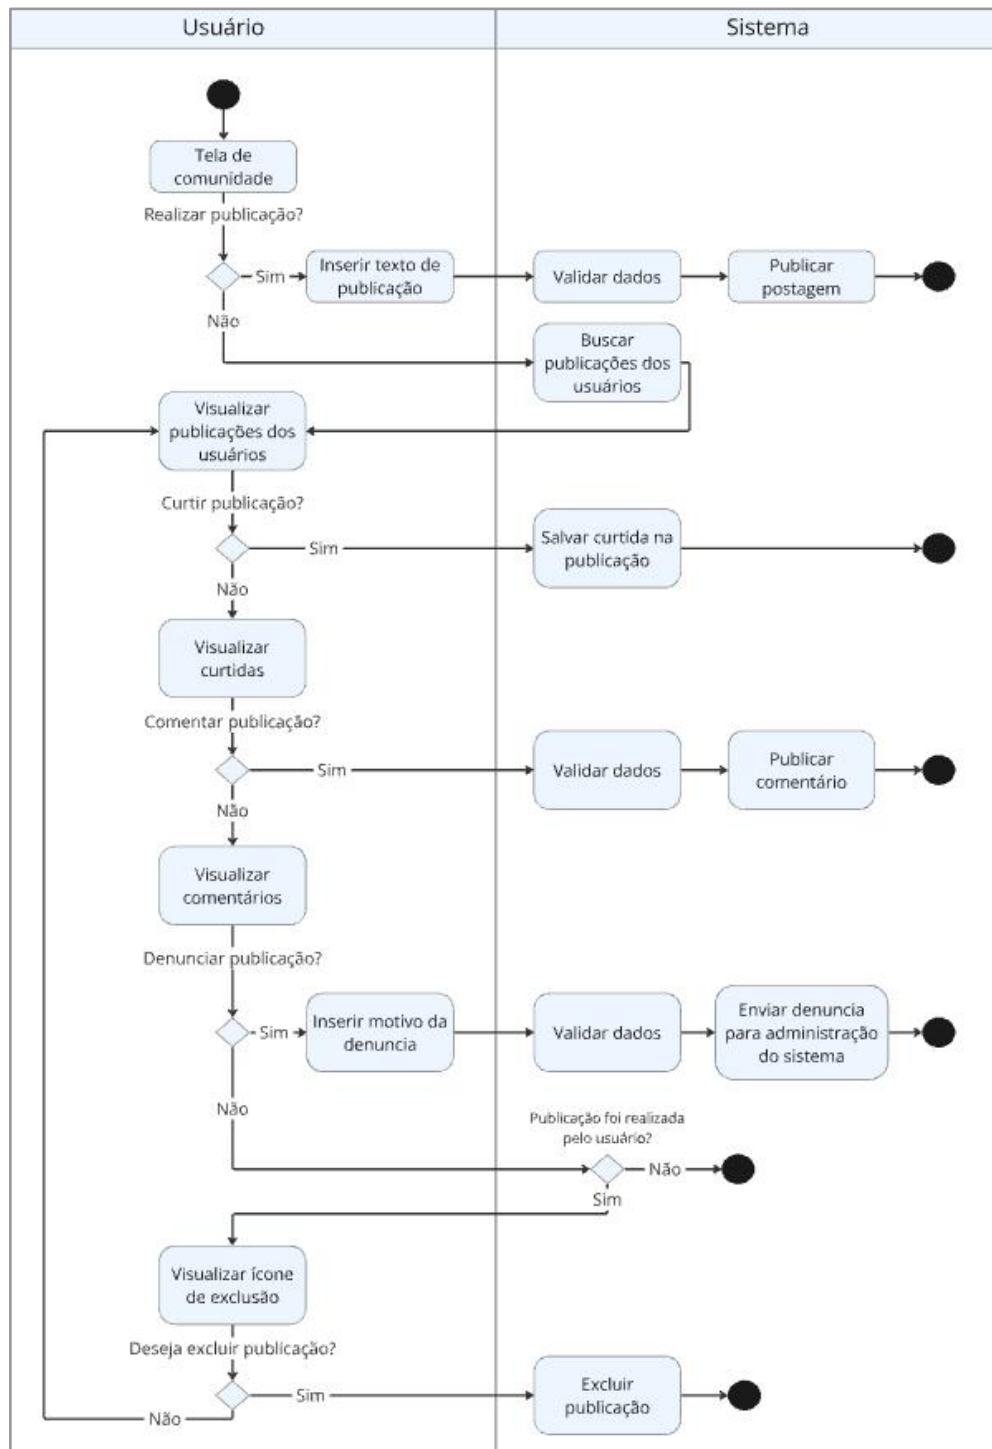 Usuário
Sistema
Tela de
comunidade
Realizar publicação?
Sim
Inserir texto de
publicação
Validar dados
Publicar
postagem
Não
Buscar
publicações dos
usuários
Visualizar
publicações dos
usuários
Curtir publicação?
Sim
Salvar curtida na
publicação
Não
Visualizar
curtidas
Comentar publicação?
Sim
Validar dados
Publicar
comentário
Não
Visualizar
comentários
Denunciar publicação?
Sim
Inserir motivo da
denuncia
Validar dados
Enviar denuncia
para administração
do sistema
Não
Publicação foi realizada
pelo usuário?
Não
Sim
Visualizar ícone
de exclusão
Deseja excluir publicação?
Sim
Excluir
publicação
Não